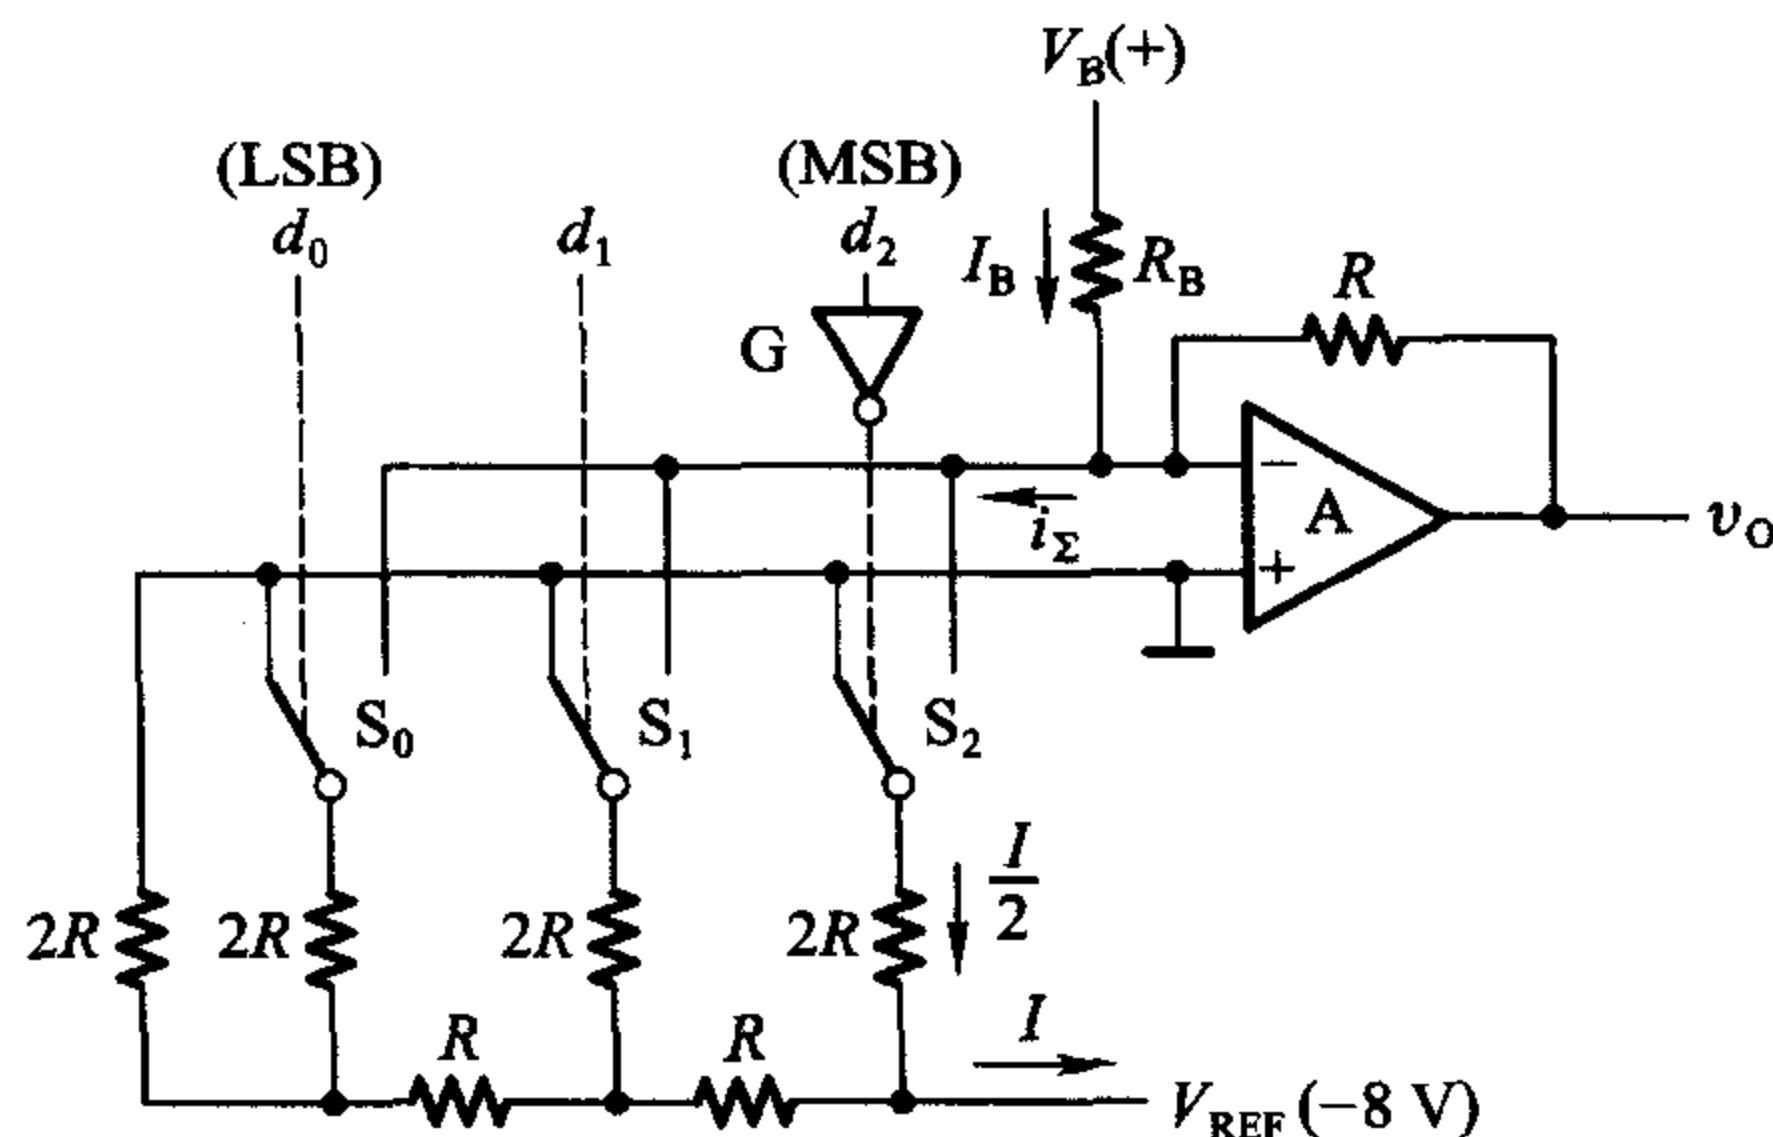 V_B(+)
(LSB) (MSB)
d_0 d_1 d_2
I_B R_B R
G
− A v_O
i_Σ
+
S_0 S_1 S_2
I/2
2R 2R 2R 2R
R R I
V_REF (−8 V)